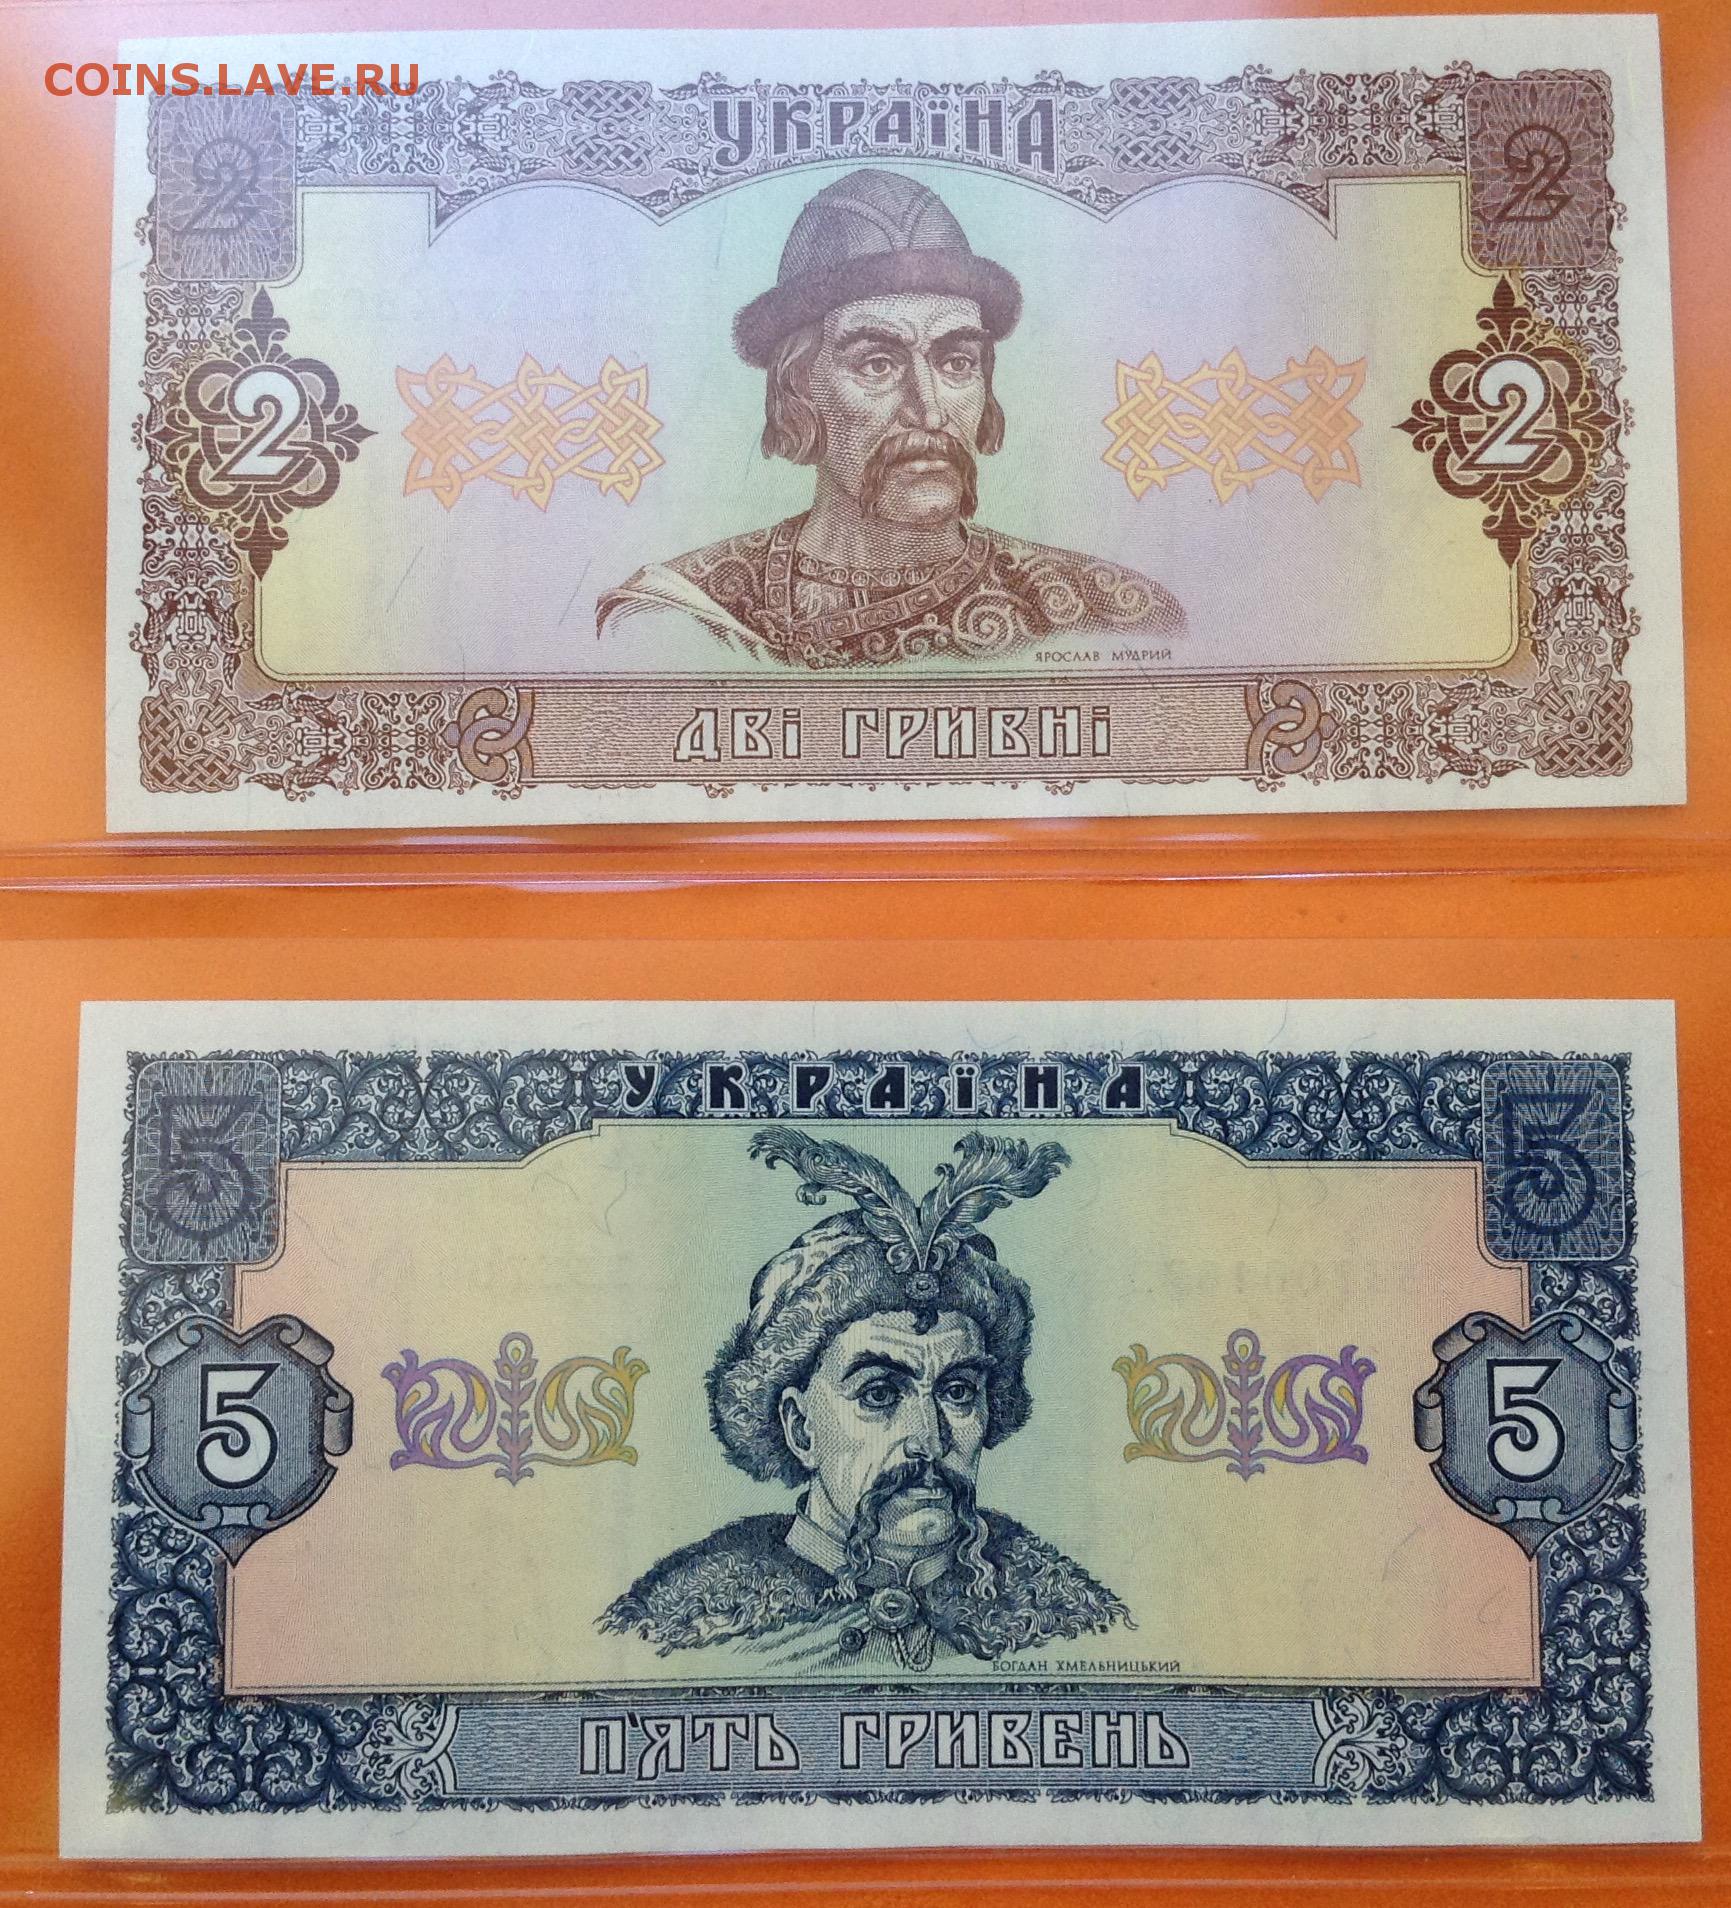 COINS.LAVE.RU
УКРАЇНА
2 2
2 2
ЯРОСЛАВ МУДРИЙ
ДВІ ГРИВНІ
УКРАЇНА
5 5
5 5
БОГДАН ХМЕЛЬНИЦЬКИЙ
П'ЯТЬ ГРИВЕНЬ